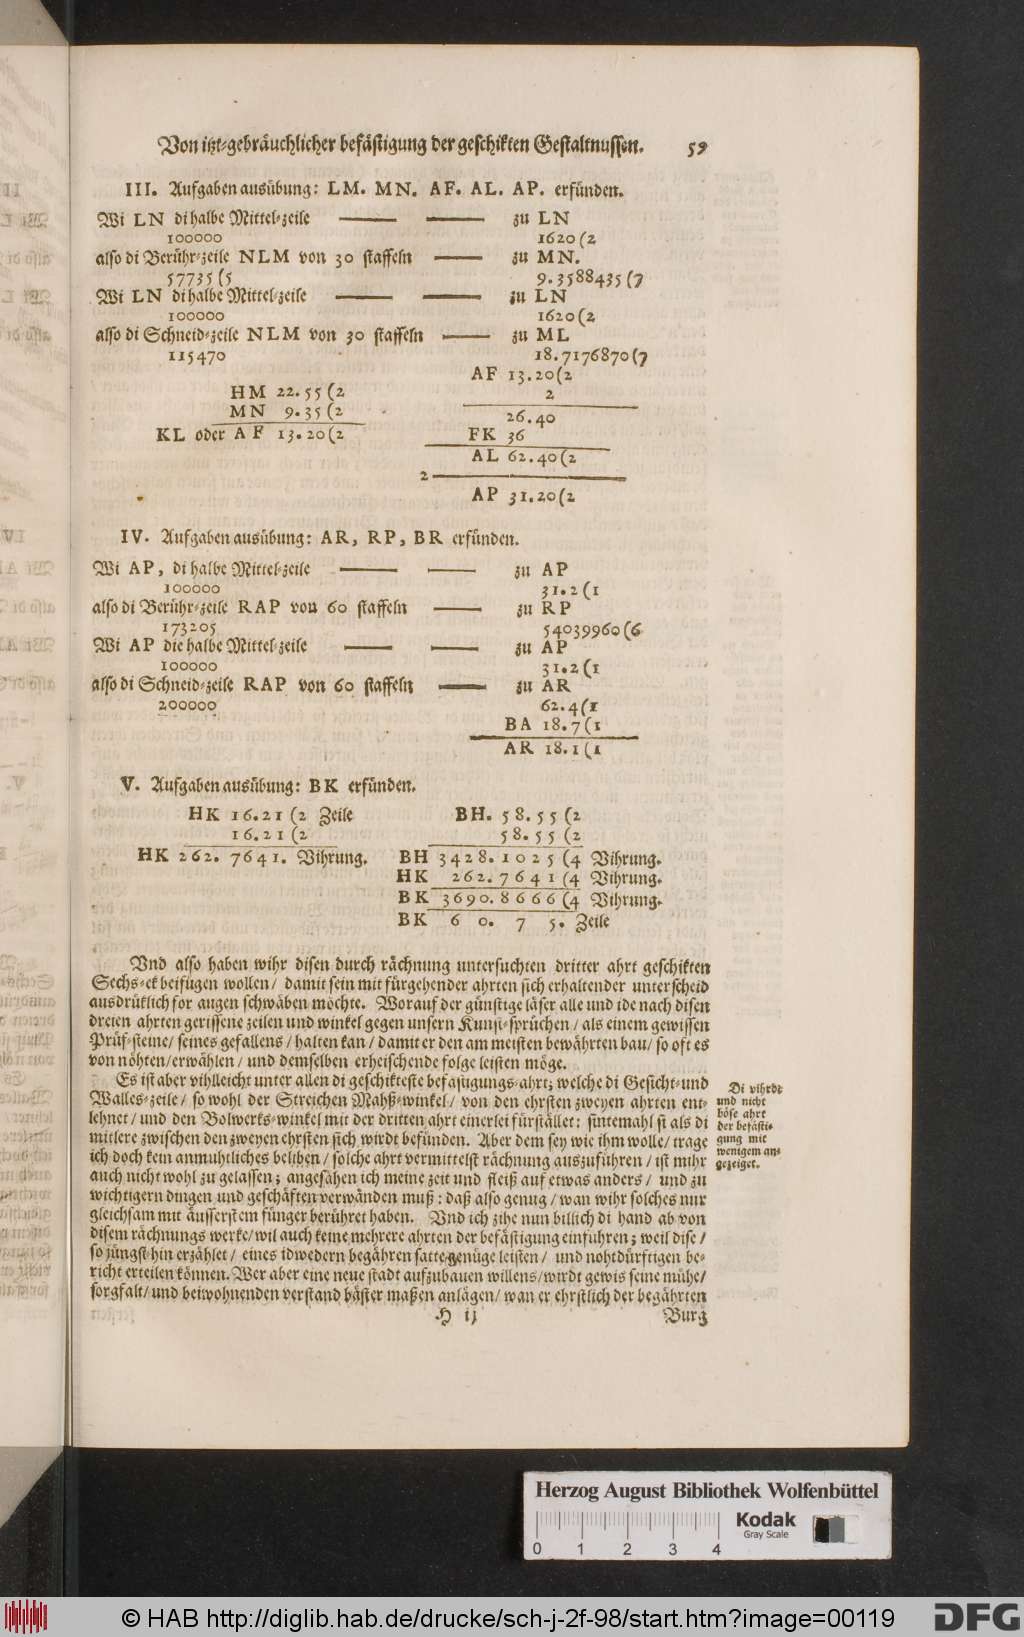 Von itzt-gebräuchlicher befästigung der geschikten Gestaltnussen. 59
III. Aufgaben ausübung: LM. MN. AF. AL. AP. erfünden.
Wi LN di halbe Mittel-zeile —— —— zu LN
100000 1620 (2
also di Berühr-zeile NLM von 30 staffeln —— zu MN.
57735 (5 9.3588435 (7
Wi LN di halbe Mittel-zeile —— —— zu LN
100000 1620 (2
also di Schneid-zeile NLM von 30 staffeln —— zu ML
115470 18.7176870 (7
AF 13.20 (2
HM 22.55 (2 2
MN 9.35 (2 26.40
KL oder AF 13.20 (2 FK 36
AL 62.40 (2
2 ——
AP 31.20 (2
IV. Aufgaben ausübung: AR, RP, BR erfünden.
Wi AP, di halbe Mittel-zeile —— —— zu AP
100000 31.2 (1
also di Berühr-zeile RAP von 60 staffeln —— zu RP
173205 54039960 (6
Wi AP die halbe Mittel-zeile —— —— zu AP
100000 31.2 (1
also di Schneid-zeile RAP von 60 staffeln —— zu AR
200000 62.4 (1
BA 18.7 (1
AR 18.1 (1
V. Aufgaben ausübung: BK erfünden.
HK 16.21 (2 Zeile BH. 58.55 (2
16.21 (2 58.55 (2
HK 262. 7641. Vihrung. BH 3428.1025 (4 Vihrung.
HK 262.7641 (4 Vihrung.
BK 3690.8666 (4 Vihrung.
BK 6 0. 7 5. Zeile
Vnd also haben wihr disen durch rächnung untersuchten dritter ahrt geschikten
Sechs-ek beifügen wollen / damit sein mit fürgehender ahrten sich erhaltender unterscheid
ausdrüklich for augen schwäben möchte. Worauf der günstige läser alle und ide nach disen
dreien ahrten gerissene zeilen und winkel gegen unsern Kunst-sprüchen / als einem gewissen
Prüf-steine / seines gefallens / halten kan / damit er den am meisten bewährten bau / so oft es
von nöhten / erwählen / und demselben erheischende folge leisten möge.
Es ist aber vihlleicht unter allen di geschikteste befästigungs-ahrt; welche di Gesicht-und
Walles-zeile / so wohl der Streichen Mahß-winkel / von den ehrsten zweyen ahrten ent-
lehnet / und den Bolwerks-winkel mit der dritten ahrt einerlei fürstället: sintemahl si als di
mitlere zwischen den zweyen ehrsten sich wirdt befünden. Aber dem sey wie ihm wolle / trage
ich doch kein anmuhtliches beliben / solche ahrt vermittelst rächnung auszuführen / ist mihr
auch nicht wohl zu gelassen; angesähen ich meine zeit und fleiß auf etwas anders / und zu
wichtigern dingen und geschäften verwänden muß: daß also genug / wan wihr solches nur
gleichsam mit äusserstem fünger berühret haben. Vnd ich zihe nun billich di hand ab von
disem rächnungs werke / wil auch keine mehrere ahrten der befästigung einführen; weil dise /
so jüngst-hin erzählet / eines idwedern begähren satte genüge leisten / und nohtdürftigen be-
richt erteilen können. Wer aber eine neue stadt aufzubauen willens / wirdt gewis seine mühe /
sorgfalt / und beiwohnenden verstand bäster maßen anlägen / wan er ehrstlich der begährten
H ij Burg
Di vihrdt
und nicht
böse ahrt
der befästi-
gung mit
wenigem an-
gezeiget.
Herzog August Bibliothek Wolfenbüttel
Kodak
Gray Scale
0 1 2 3 4
© HAB http://diglib.hab.de/drucke/sch-j-2f-98/start.htm?image=00119
DFG